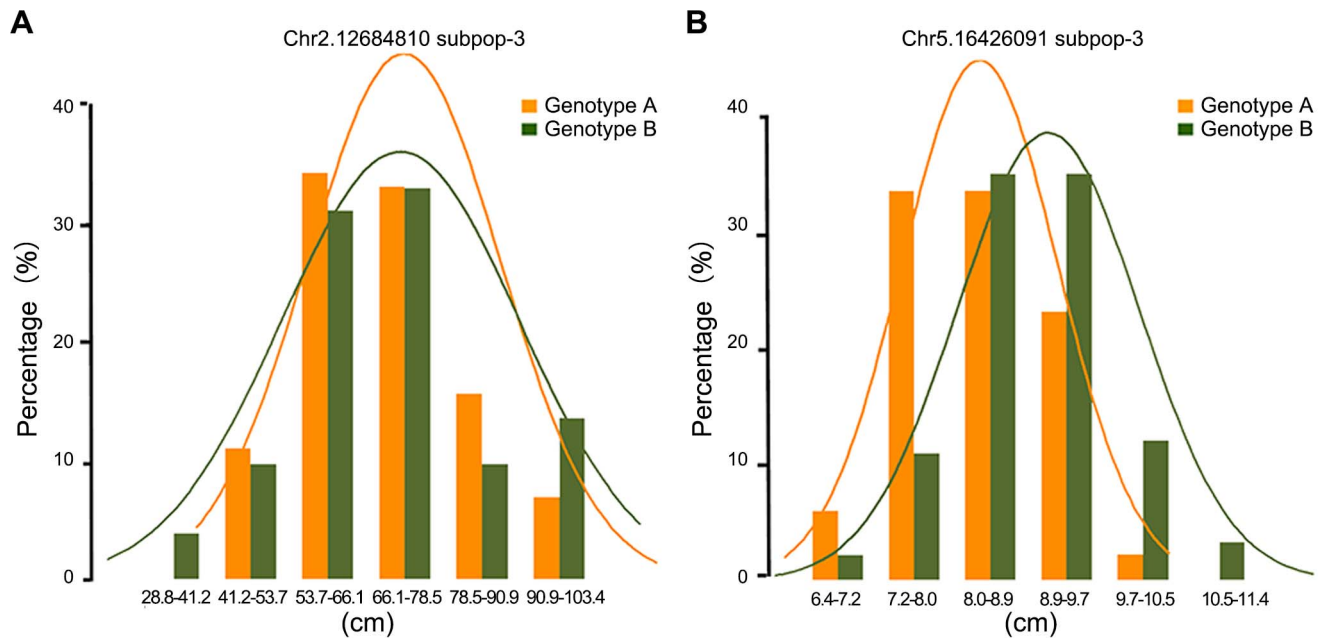 A
Chr2.12684810 subpop-3
Genotype A
Genotype B
Percentage (%)
40
30
20
10
0
28.8-41.2 41.2-53.7 53.7-66.1 66.1-78.5 78.5-90.9 90.9-103.4
(cm)
B
Chr5.16426091 subpop-3
Genotype A
Genotype B
Percentage (%)
40
30
20
10
0
6.4-7.2 7.2-8.0 8.0-8.9 8.9-9.7 9.7-10.5 10.5-11.4
(cm)